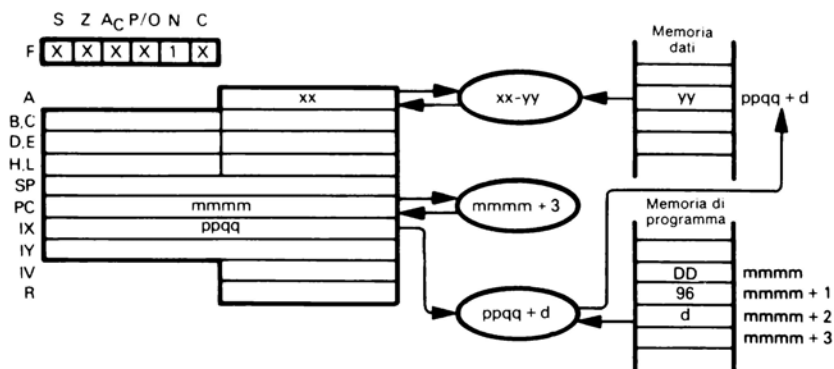 S Z AC P/O N C
F X X X X 1 X
A xx
B,C
D,E
H,L
SP
PC mmmm
IX ppqq
IY
IV
R
xx-yy
mmmm + 3
ppqq + d
Memoria
dati
yy ppqq + d
Memoria di
programma
DD mmmm
96 mmmm + 1
d mmmm + 2
mmmm + 3